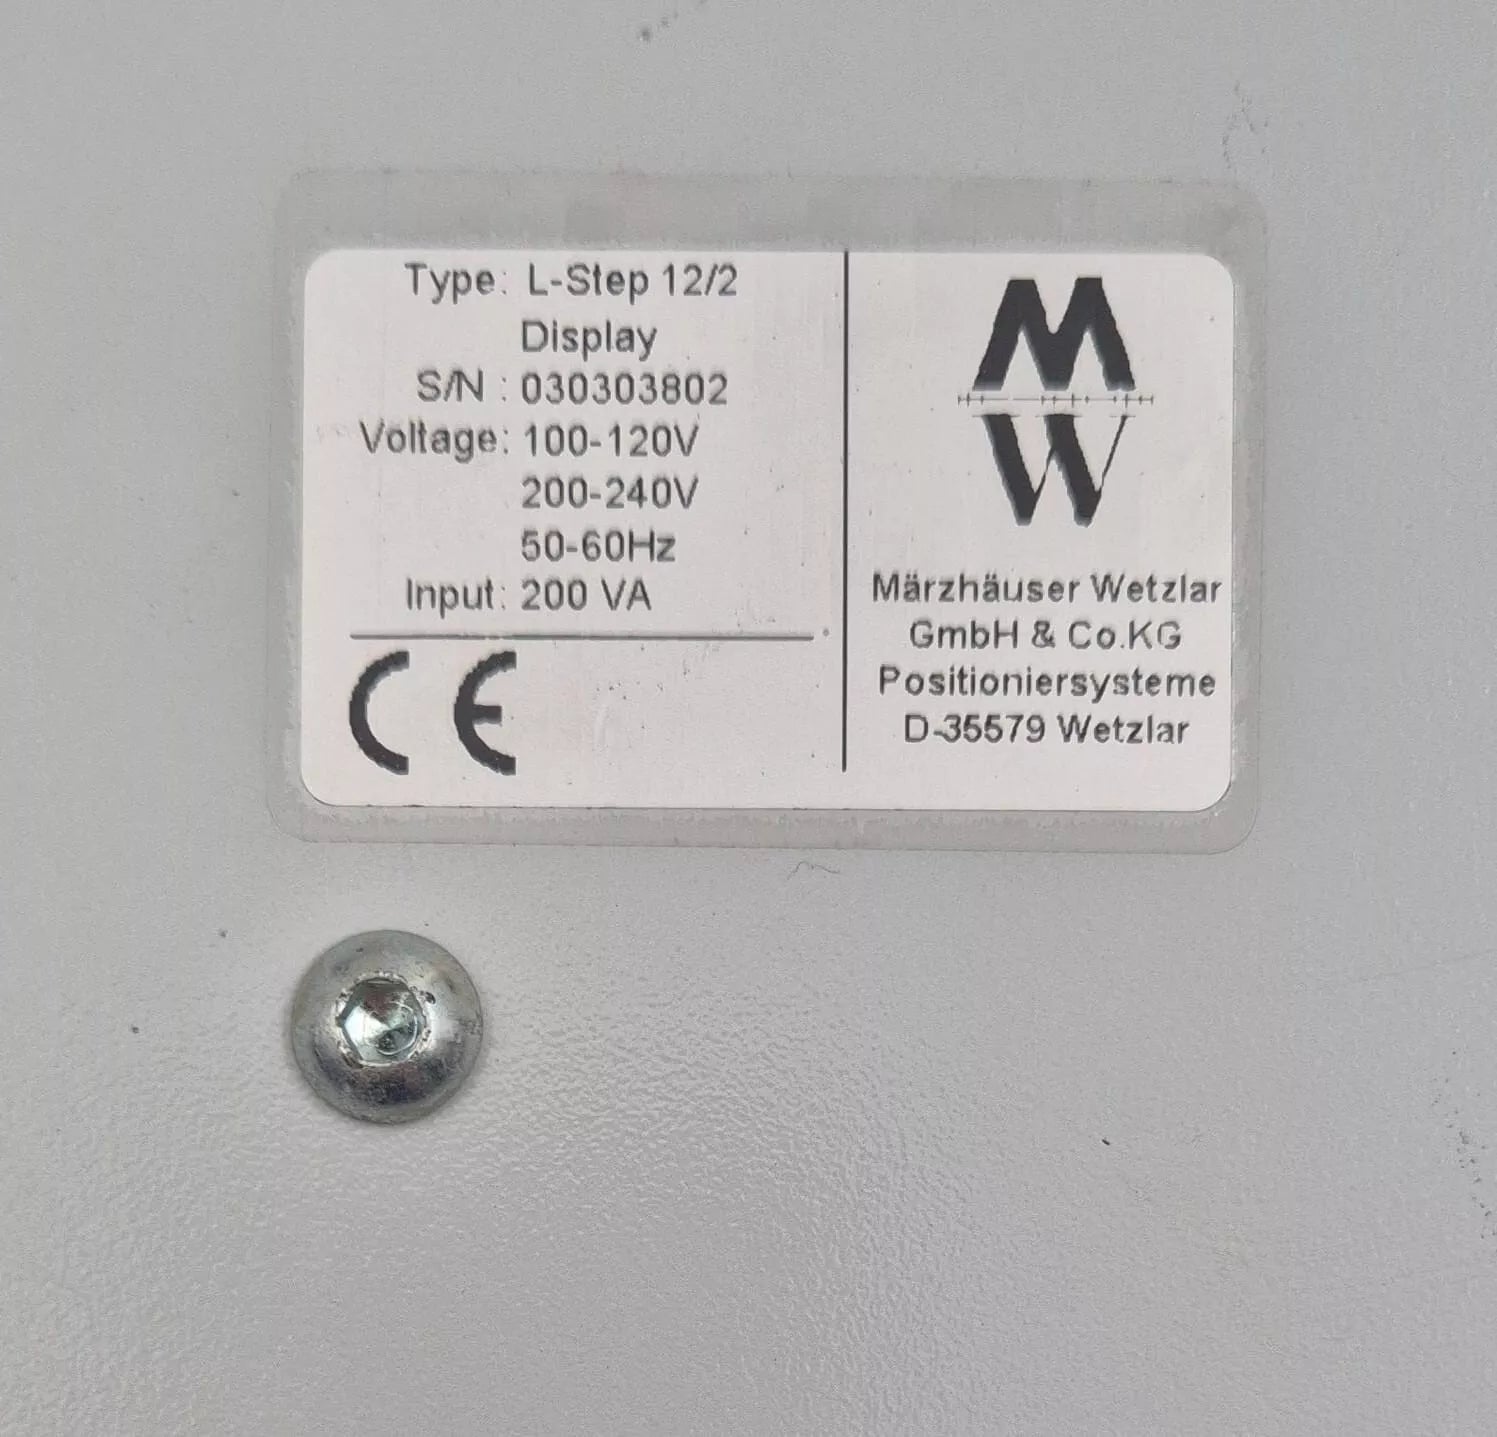 Type: L-Step 12/2
Display
S/N : 030303802
Voltage: 100-120V
200-240V
50-60Hz
Input: 200 VA
CE
MW
Märzhäuser Wetzlar
GmbH & Co.KG
Positioniersysteme
D-35579 Wetzlar